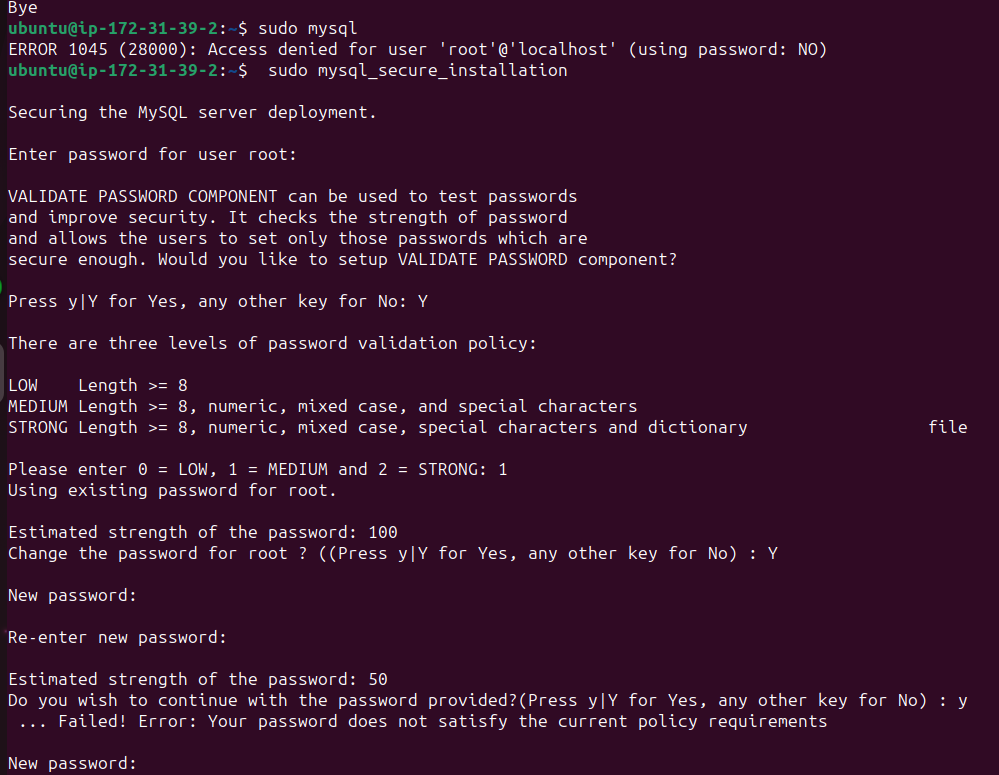 Bye
ubuntu@ip-172-31-39-2:~$ sudo mysql
ERROR 1045 (28000): Access denied for user 'root'@'localhost' (using password: NO)
ubuntu@ip-172-31-39-2:~$  sudo mysql_secure_installation
Securing the MySQL server deployment.
Enter password for user root:
VALIDATE PASSWORD COMPONENT can be used to test passwords
and improve security. It checks the strength of password
and allows the users to set only those passwords which are
secure enough. Would you like to setup VALIDATE PASSWORD component?
Press y|Y for Yes, any other key for No: Y
There are three levels of password validation policy:
LOW    Length >= 8
MEDIUM Length >= 8, numeric, mixed case, and special characters
STRONG Length >= 8, numeric, mixed case, special characters and dictionary                  file
Please enter 0 = LOW, 1 = MEDIUM and 2 = STRONG: 1
Using existing password for root.
Estimated strength of the password: 100
Change the password for root ? ((Press y|Y for Yes, any other key for No) : Y
New password:
Re-enter new password:
Estimated strength of the password: 50
Do you wish to continue with the password provided?(Press y|Y for Yes, any other key for No) : y
 ... Failed! Error: Your password does not satisfy the current policy requirements
New password: